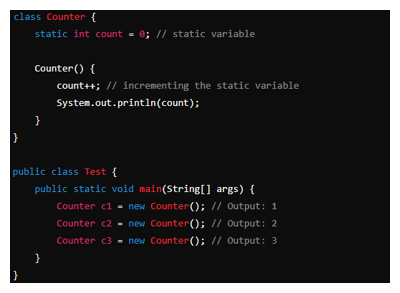 class Counter {
    static int count = 0; // static variable

    Counter() {
        count++; // incrementing the static variable
        System.out.println(count);
    }
}

public class Test {
    public static void main(String[] args) {
        Counter c1 = new Counter(); // Output: 1
        Counter c2 = new Counter(); // Output: 2
        Counter c3 = new Counter(); // Output: 3
    }
}